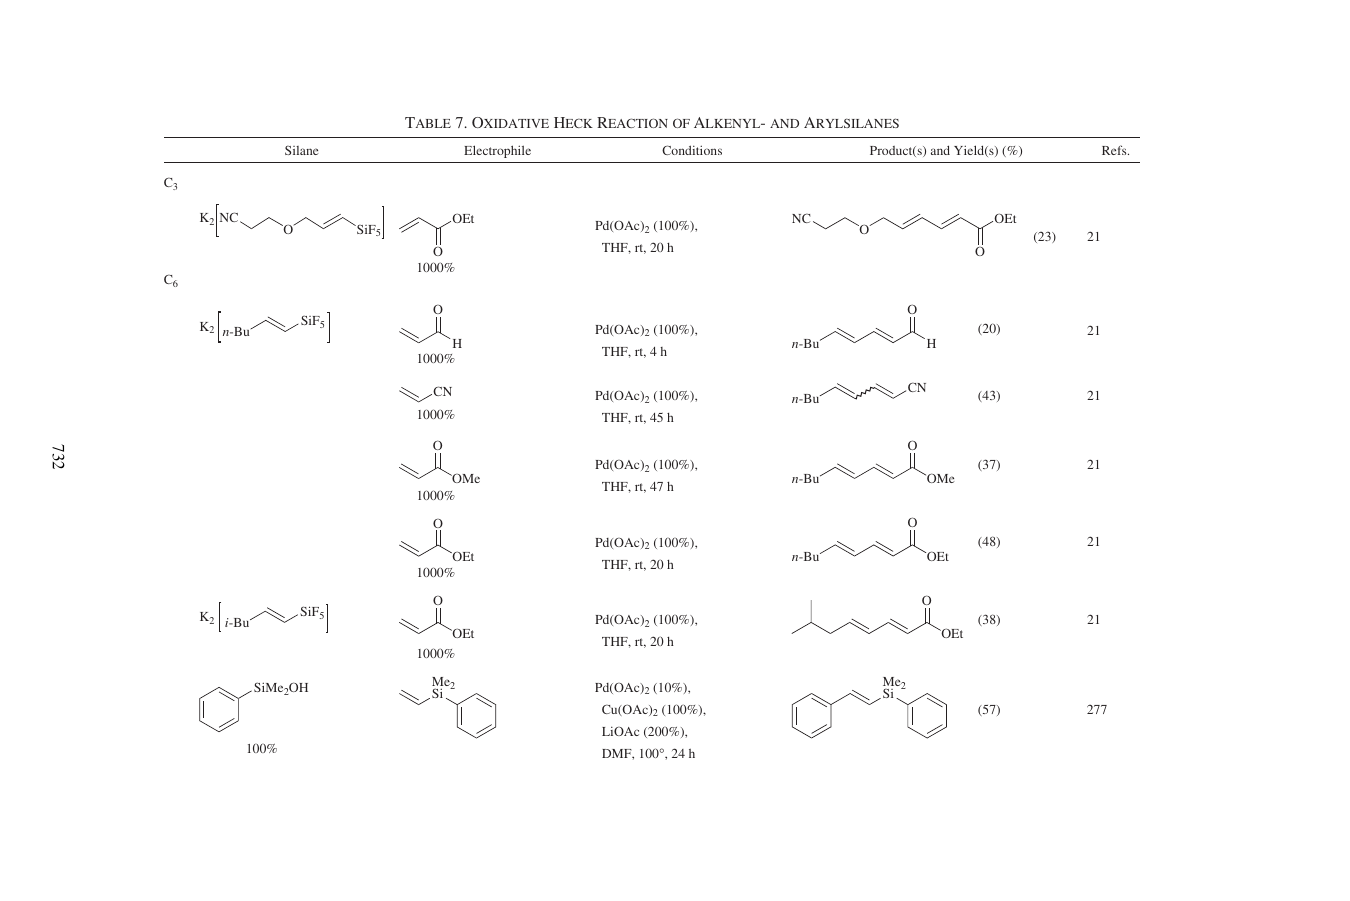 TABLE 7. OXIDATIVE HECK REACTION OF ALKENYL- AND ARYLSILANES
Silane Electrophile Conditions Product(s) and Yield(s) (%) Refs.
C3
K2 [NC O SiF5] OEt O 1000% Pd(OAc)2 (100%), NC O OEt O (23) 21
THF, rt, 20 h
C6
K2 [n-Bu SiF5] O H 1000% Pd(OAc)2 (100%), n-Bu O H (20) 21
THF, rt, 4 h
CN 1000% Pd(OAc)2 (100%), n-Bu CN (43) 21
THF, rt, 45 h
O OMe 1000% Pd(OAc)2 (100%), n-Bu O OMe (37) 21
THF, rt, 47 h
O OEt 1000% Pd(OAc)2 (100%), n-Bu O OEt (48) 21
THF, rt, 20 h
K2 [i-Bu SiF5] O OEt 1000% Pd(OAc)2 (100%), O OEt (38) 21
THF, rt, 20 h
SiMe2OH 100% Me2 Si Pd(OAc)2 (10%), Me2 Si (57) 277
Cu(OAc)2 (100%),
LiOAc (200%),
DMF, 100°, 24 h
732